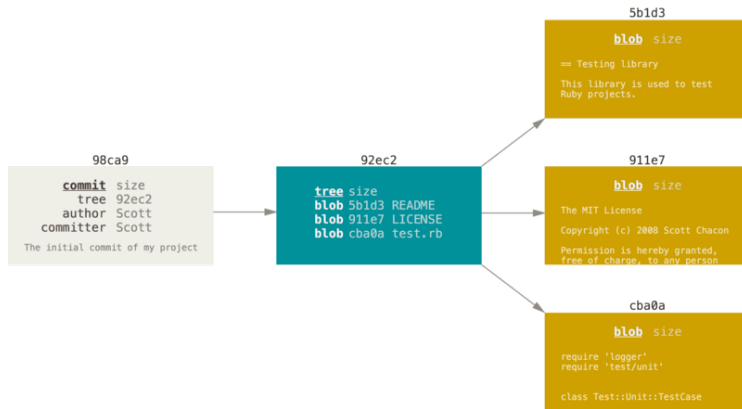 98ca9
commit size
tree 92ec2
author Scott
committer Scott
The initial commit of my project
92ec2
tree size
blob 5b1d3 README
blob 911e7 LICENSE
blob cba0a test.rb
5b1d3
blob size
== Testing library
This library is used to test
Ruby projects.
911e7
blob size
The MIT License
Copyright (c) 2008 Scott Chacon
Permission is hereby granted,
free of charge, to any person
cba0a
blob size
require 'logger'
require 'test/unit'
class Test::Unit::TestCase